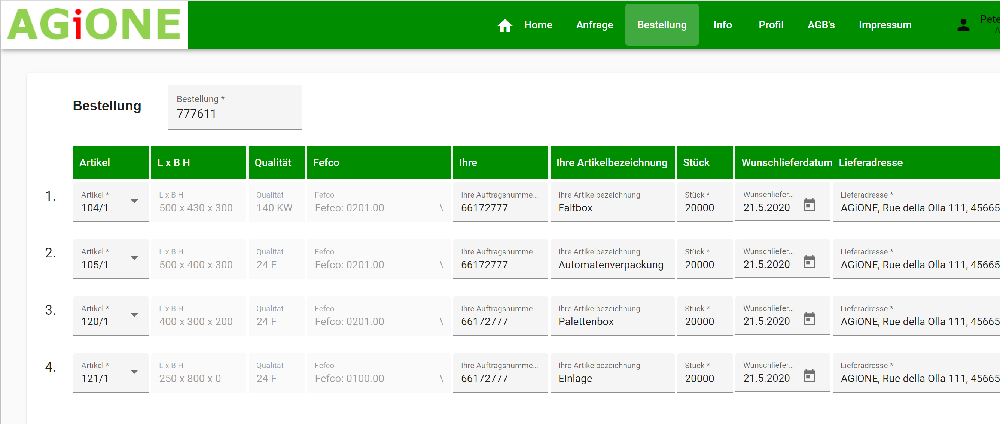 AGiONE
Home Anfrage Bestellung Info Profil AGB's Impressum
Bestellung
Bestellung *
777611
Artikel L x B H Qualität Fefco Ihre Ihre Artikelbezeichnung Stück Wunschlieferdatum Lieferadresse
1. Artikel * L x B H Qualität Fefco Ihre Auftragsnumme... Ihre Artikelbezeichnung Stück * Wunschliefer... Lieferadresse *
104/1 500 x 430 x 300 140 KW Fefco: 0201.00 \ 66172777 Faltbox 20000 21.5.2020 AGiONE, Rue della Olla 111, 45665
2. Artikel * L x B H Qualität Fefco Ihre Auftragsnumme... Ihre Artikelbezeichnung Stück * Wunschliefer... Lieferadresse *
105/1 500 x 400 x 300 24 F Fefco: 0201.00 \ 66172777 Automatenverpackung 20000 21.5.2020 AGiONE, Rue della Olla 111, 45665
3. Artikel * L x B H Qualität Fefco Ihre Auftragsnumme... Ihre Artikelbezeichnung Stück * Wunschliefer... Lieferadresse *
120/1 400 x 300 x 200 24 F Fefco: 0201.00 \ 66172777 Palettenbox 20000 21.5.2020 AGiONE, Rue della Olla 111, 45665
4. Artikel * L x B H Qualität Fefco Ihre Auftragsnumme... Ihre Artikelbezeichnung Stück * Wunschliefer... Lieferadresse *
121/1 250 x 800 x 0 24 F Fefco: 0100.00 \ 66172777 Einlage 20000 21.5.2020 AGiONE, Rue della Olla 111, 45665